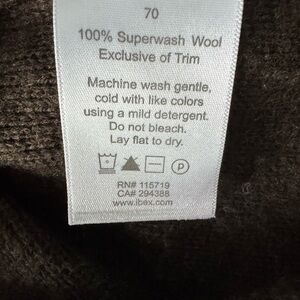 70
100% Superwash Wool
Exclusive of Trim
Machine wash gentle,
cold with like colors
using a mild detergent.
Do not bleach.
Lay flat to dry.
P
RN# 115719
CA# 294388
www.ibex.com